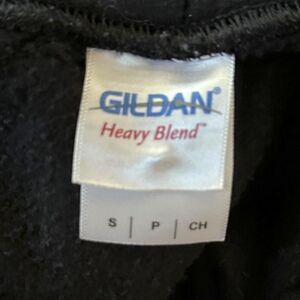 GILDAN®
Heavy Blend™
S | P | CH